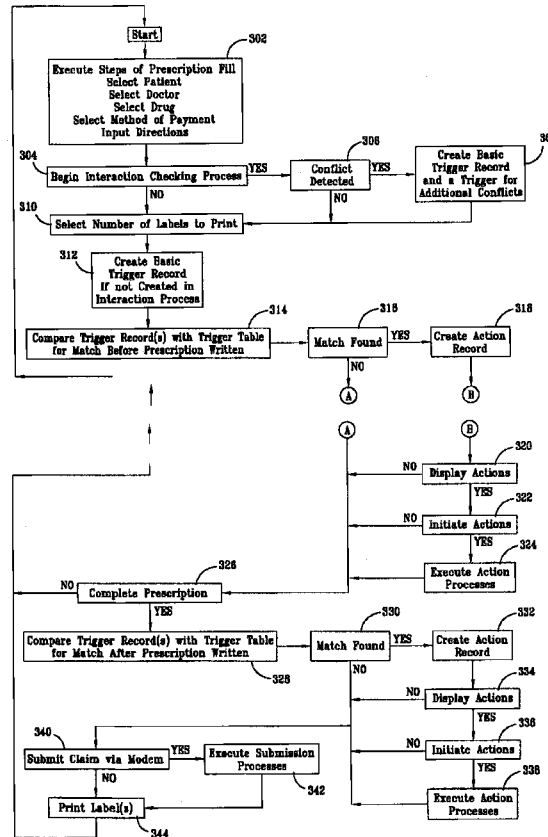 Start
302
Execute Steps of Prescription Fill
Select Patient
Select Doctor
Select Drug
Select Method of Payment
Input Directions
304
Begin Interaction Checking Process
YES
306
Conflict
Detected
YES
30
Create Basic
Trigger Record
and a Trigger for
Additional Conflicts
NO
NO
310
Select Number of Labels to Print
312
Create Basic
Trigger Record
If not Created in
Interaction Process
314
Compare Trigger Record(s) with Trigger Table
for Match Before Prescription Written
316
Match Found
YES
318
Create Action
Record
NO
A
B
A
B
320
NO
Display Actions
YES
322
NO
Initiate Actions
YES
324
Execute Action
Processes
326
NO
Complete Prescription
YES
Compare Trigger Record(s) with Trigger Table
for Match After Prescription Written
328
330
Match Found
YES
332
Create Action
Record
NO
334
NO
Display Actions
YES
336
NO
Initiate Actions
YES
338
Execute Action
Processes
340
Submit Claim via Modem
YES
Execute Submission
Processes
342
NO
Print Label(s)
344